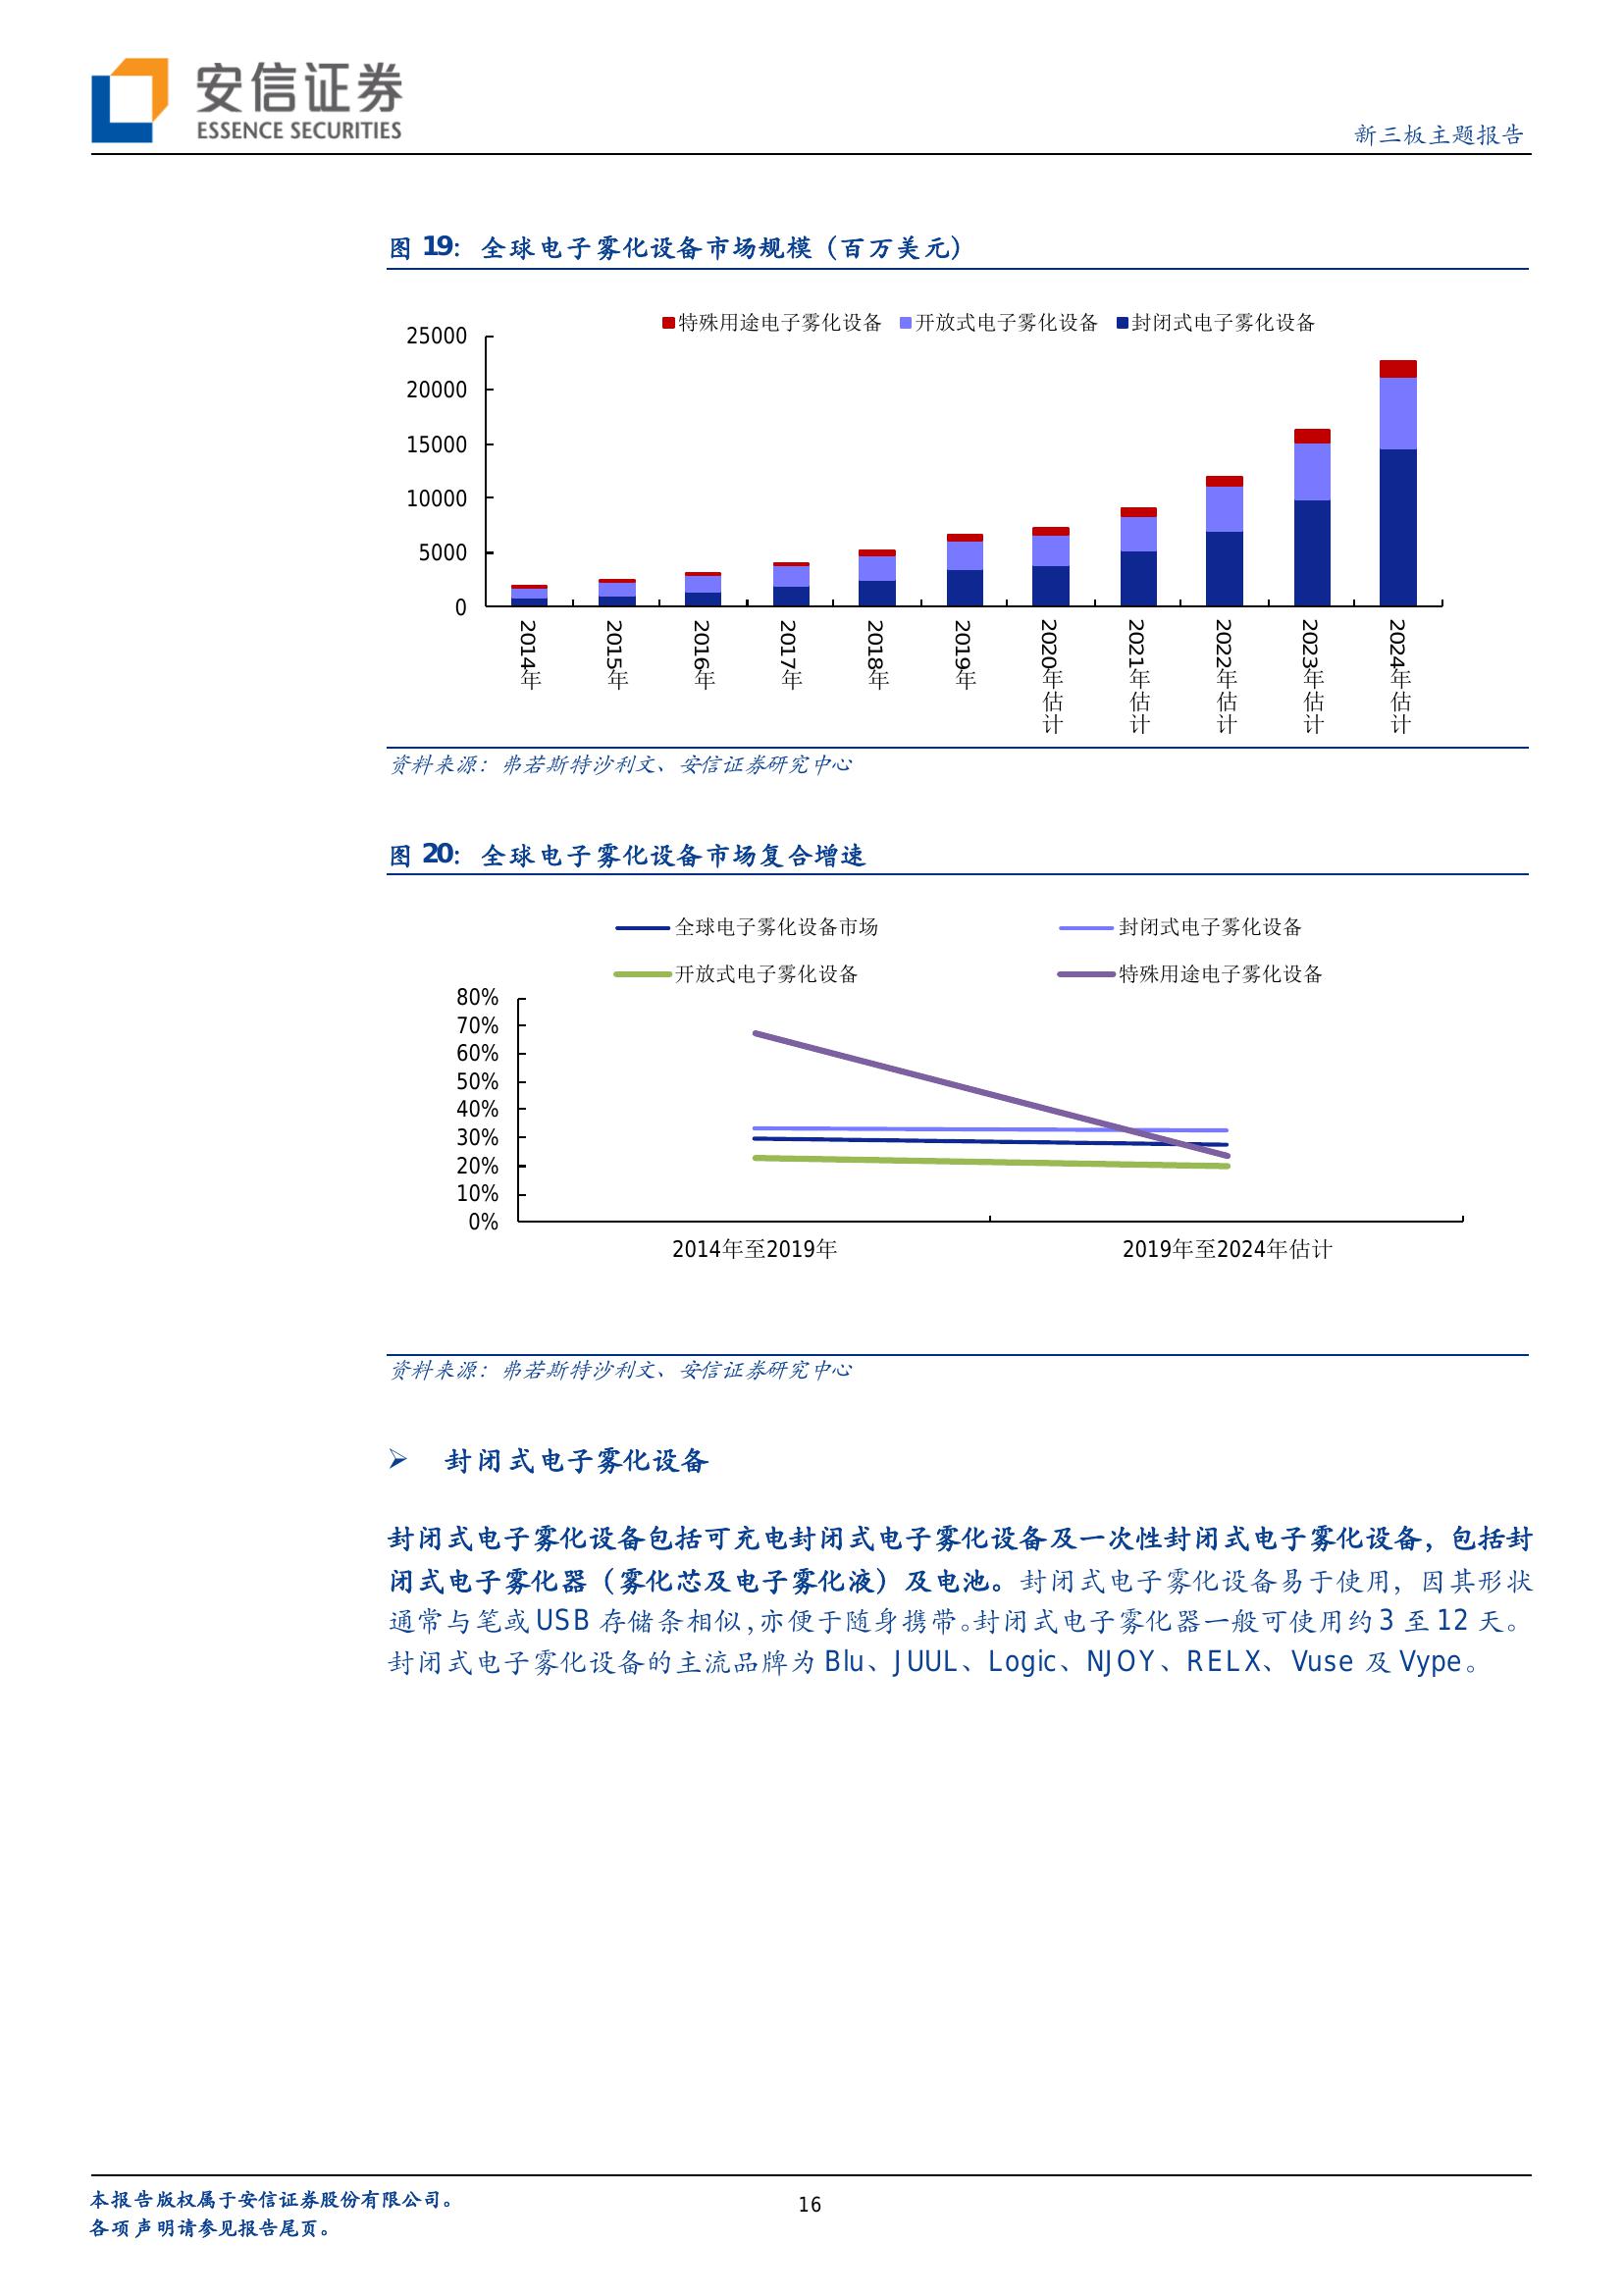 安信证券
ESSENCE SECURITIES
新三板主题报告
图 19: 全球电子雾化设备市场规模（百万美元）
特殊用途电子雾化设备 开放式电子雾化设备 封闭式电子雾化设备
25000
20000
15000
10000
5000
0
2014年 2015年 2016年 2017年 2018年 2019年 2020年估计 2021年估计 2022年估计 2023年估计 2024年估计
资料来源：弗若斯特沙利文、安信证券研究中心
图 20: 全球电子雾化设备市场复合增速
全球电子雾化设备市场 封闭式电子雾化设备
开放式电子雾化设备 特殊用途电子雾化设备
80%
70%
60%
50%
40%
30%
20%
10%
0%
2014年至2019年 2019年至2024年估计
资料来源：弗若斯特沙利文、安信证券研究中心
➢ 封闭式电子雾化设备
封闭式电子雾化设备包括可充电封闭式电子雾化设备及一次性封闭式电子雾化设备，包括封
闭式电子雾化器（雾化芯及电子雾化液）及电池。封闭式电子雾化设备易于使用，因其形状
通常与笔或 USB 存储条相似，亦便于随身携带。封闭式电子雾化器一般可使用约 3 至 12 天。
封闭式电子雾化设备的主流品牌为 Blu、JUUL、Logic、NJOY、RELX、Vuse 及 Vype。
本报告版权属于安信证券股份有限公司。
16
各项声明请参见报告尾页。